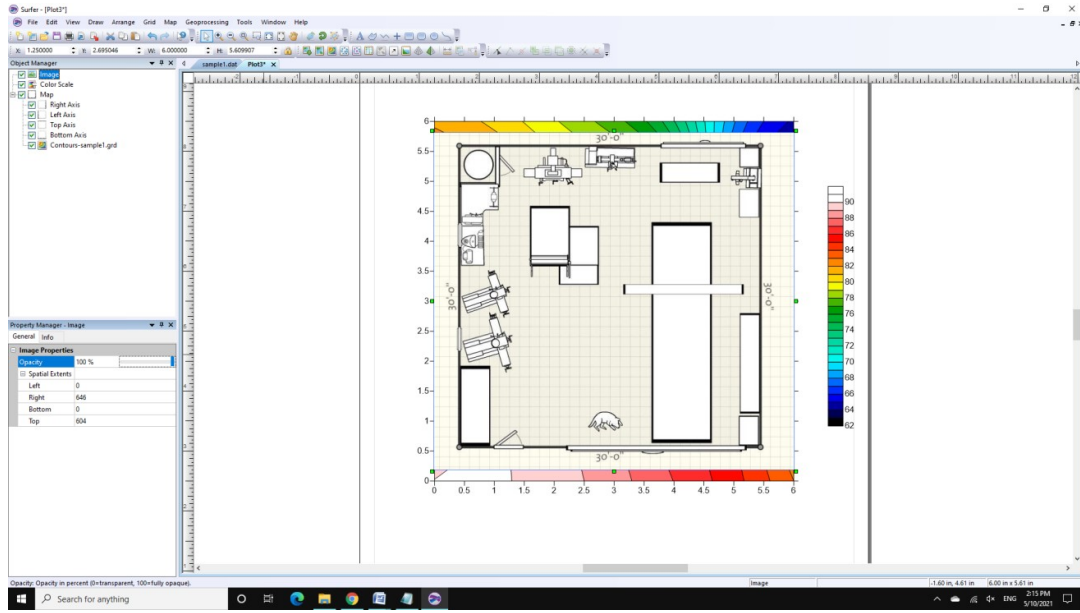 Surfer - [Plot3*]
File Edit View Draw Arrange Grid Map Geoprocessing Tools Window Help
X: 1.250000 Y: 2.695046 W: 6.000000 H: 5.609907
Object Manager
sample1.dat Plot3*
Image
Color Scale
Map
Right Axis
Left Axis
Top Axis
Bottom Axis
Contours-sample1.grd
Property Manager - Image
General Info
Image Properties
Opacity 100 %
Spatial Extents
Left 0
Right 646
Bottom 0
Top 604
30'-0"
30'-0"
30'-0"
30'-0"
6
5.5
5
4.5
4
3.5
3
2.5
2
1.5
1
0.5
0
0 0.5 1 1.5 2 2.5 3 3.5 4 4.5 5 5.5 6
90
88
86
84
82
80
78
76
74
72
70
68
66
64
62
Opacity: Opacity in percent (0=transparent, 100=fully opaque).
Image
-1.60 in, 4.61 in
6.00 in x 5.61 in
Search for anything
ENG
2:15 PM
5/10/2021